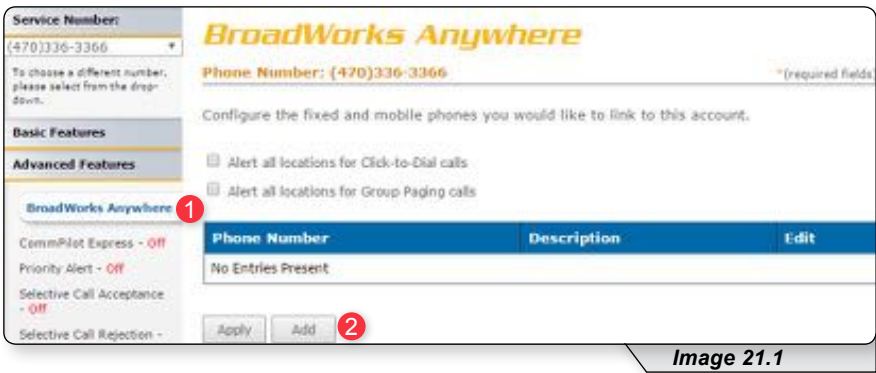 Service Number:
(470)336-3366
To choose a different number,
please select from the drop-
down.
Basic Features
Advanced Features
BroadWorks Anywhere
1
CommPilot Express - Off
Priority Alert - Off
Selective Call Acceptance
- Off
Selective Call Rejection -
BroadWorks Anywhere
Phone Number: (470)336-3366
*(required fields)
Configure the fixed and mobile phones you would like to link to this account.
Alert all locations for Click-to-Dial calls
Alert all locations for Group Paging calls
Phone Number Description Edit
No Entries Present
Apply Add 2
Image 21.1